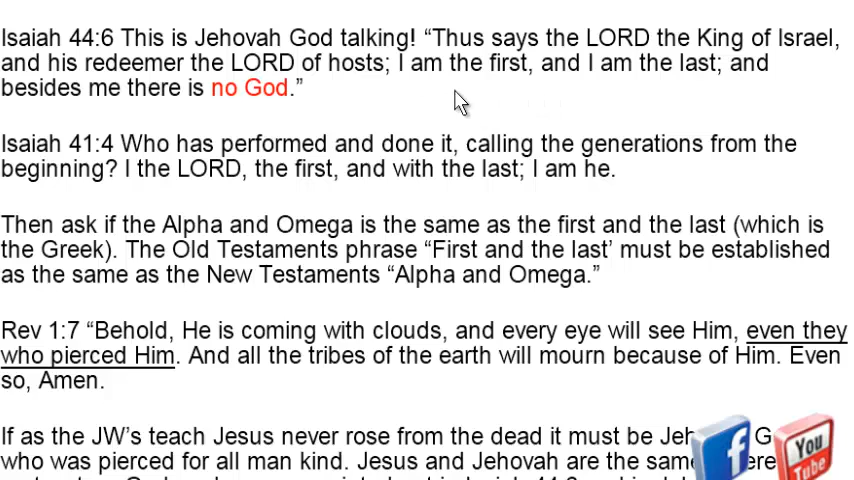 Isaiah 44:6 This is Jehovah God talking! “Thus says the LORD the King of Israel,
and his redeemer the LORD of hosts; I am the first, and I am the last; and
besides me there is no God.”
Isaiah 41:4 Who has performed and done it, calling the generations from the
beginning? I the LORD, the first, and with the last; I am he.
Then ask if the Alpha and Omega is the same as the first and the last (which is
the Greek). The Old Testaments phrase “First and the last’ must be established
as the same as the New Testaments “Alpha and Omega.”
Rev 1:7 “Behold, He is coming with clouds, and every eye will see Him, even they
who pierced Him. And all the tribes of the earth will mourn because of Him. Even
so, Amen.
If as the JW’s teach Jesus never rose from the dead it must be
who was pierced for all man kind. Jesus and Jehovah are the same
You
Tube